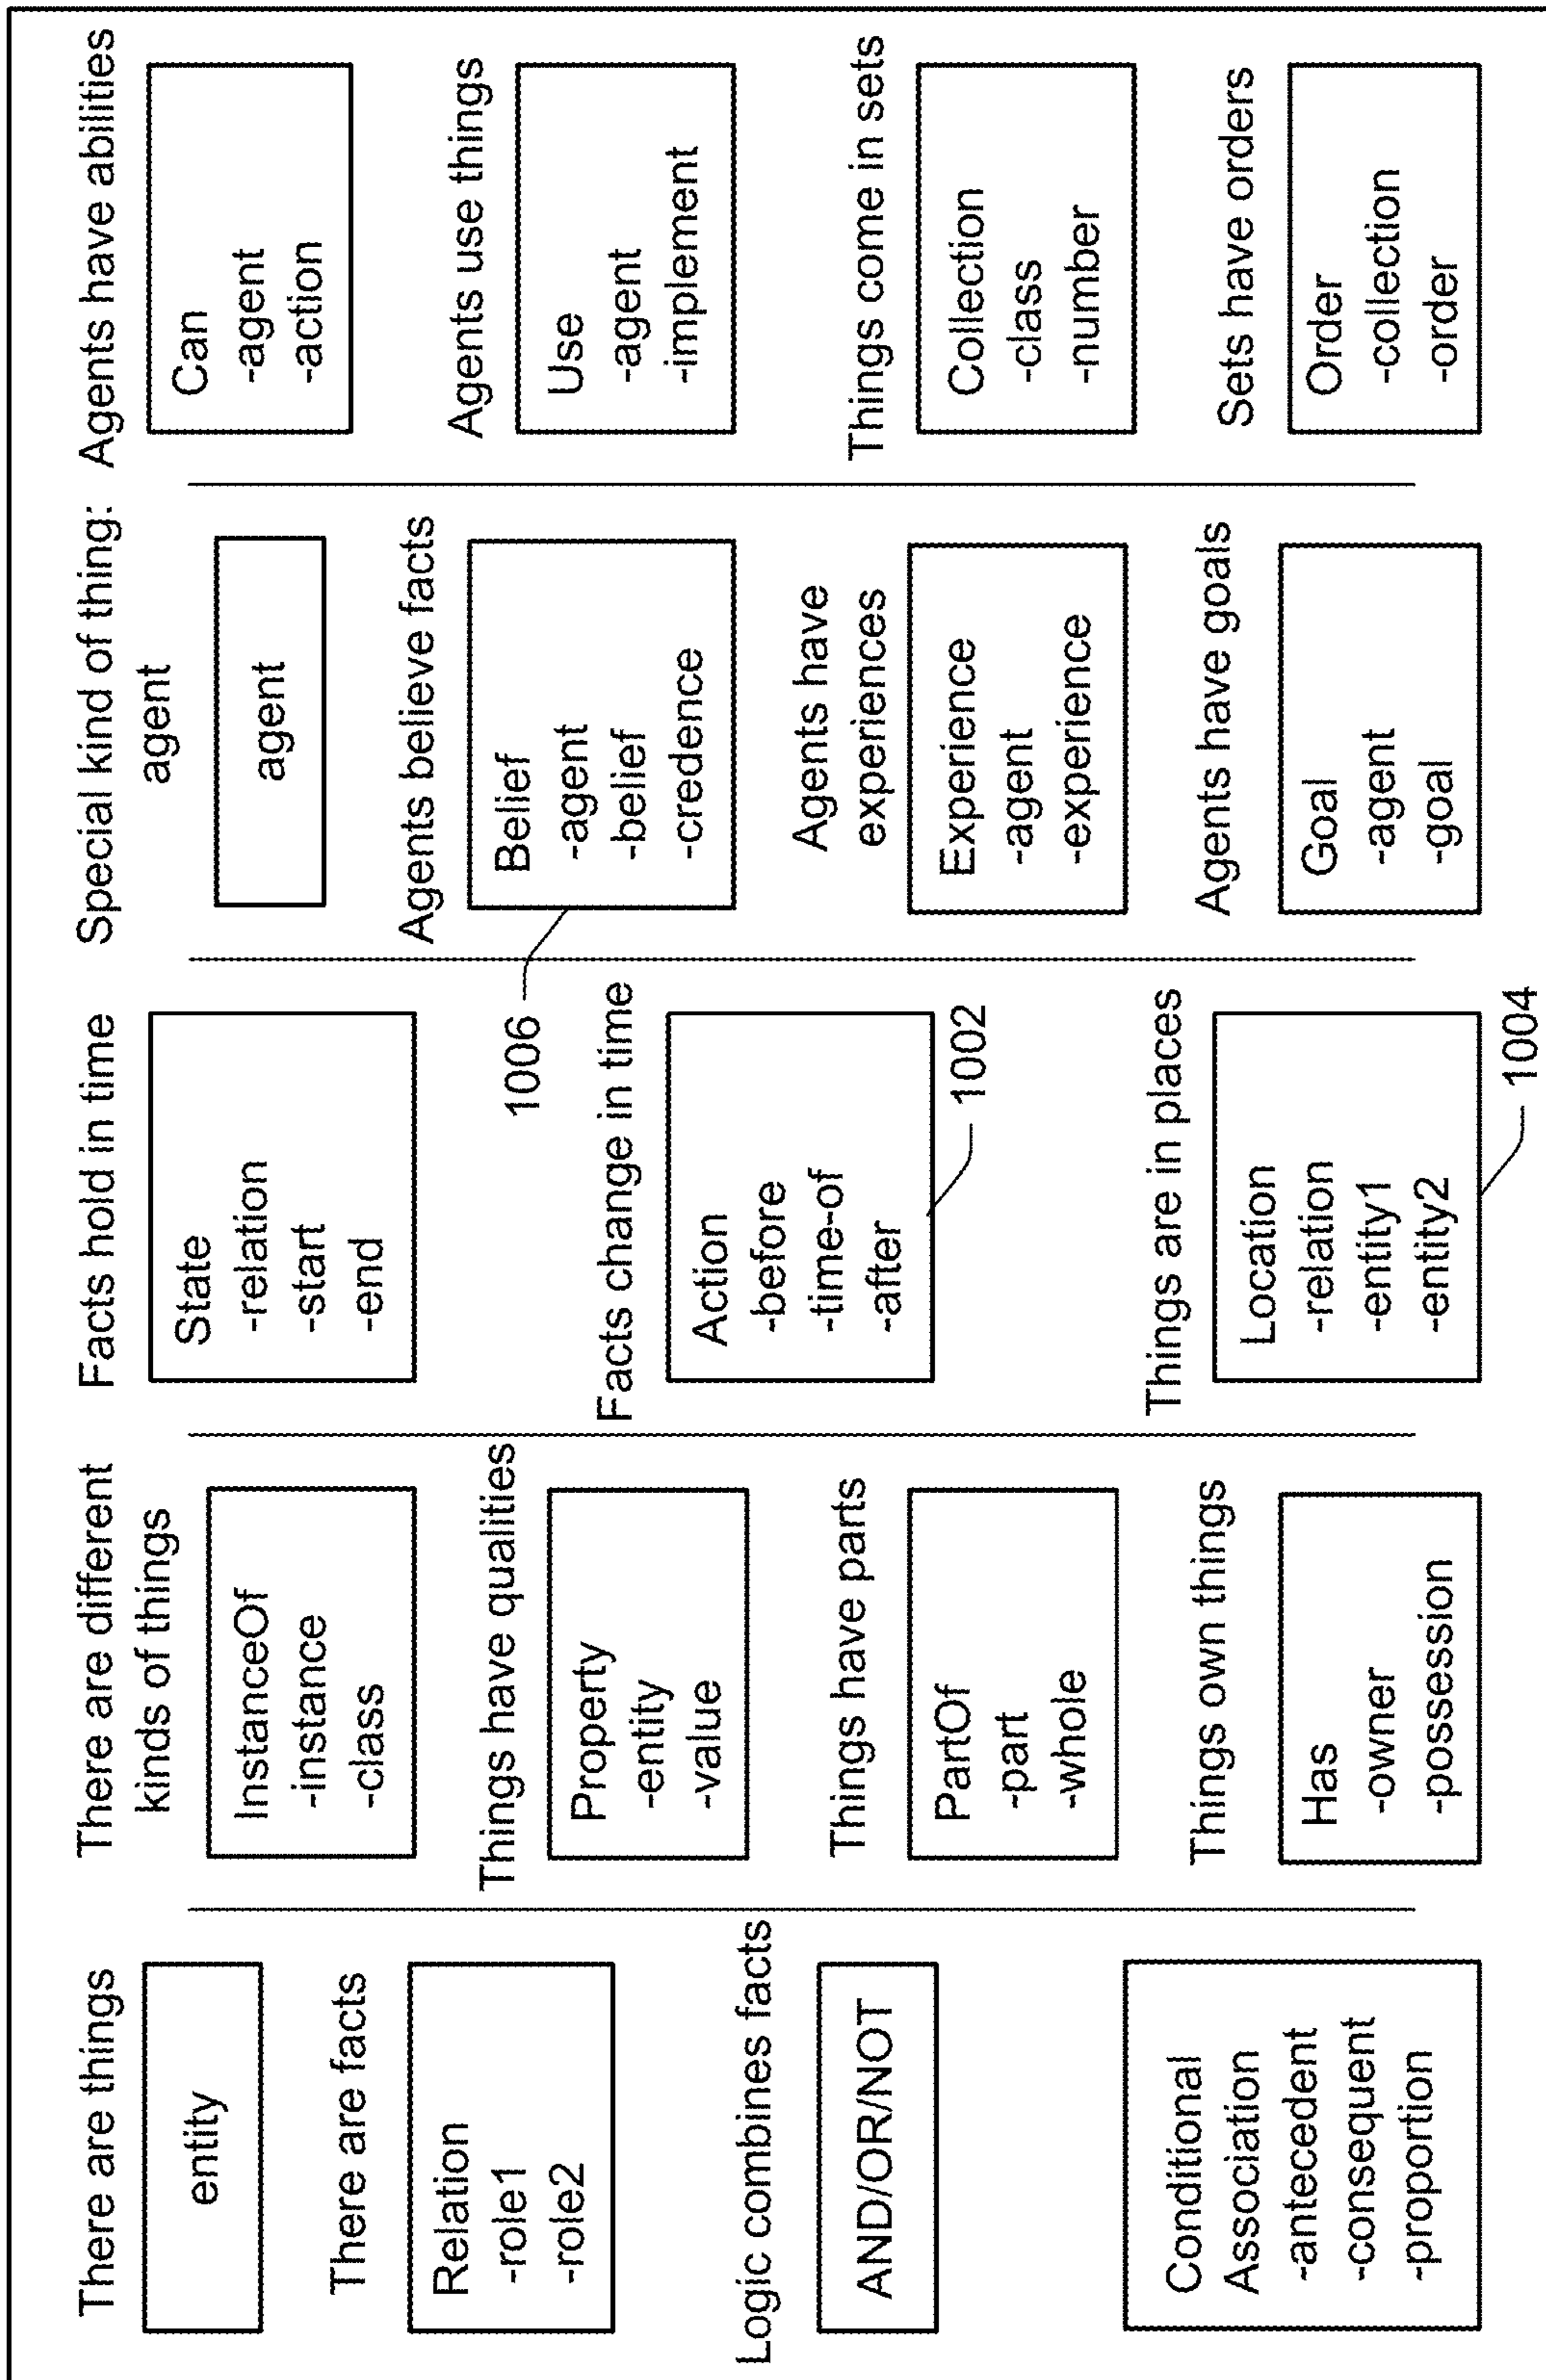 There are things
entity
There are facts
Relation
-role1
-role2
Logic combines facts
AND/OR/NOT
Conditional
Association
-antecedent
-consequent
-proportion
There are different
kinds of things
InstanceOf
-instance
-class
Things have qualities
Property
-entity
-value
Things have parts
PartOf
-part
-whole
Things own things
Has
-owner
-possession
Facts hold in time
State
-relation
-start
-end
1006
Facts change in time
Action
-before
-time-of
-after
1002
Things are in places
Location
-relation
-entity1
-entity2
1004
Special kind of thing:
agent
agent
Agents believe facts
Belief
-agent
-belief
-credence
Agents have
experiences
Experience
-agent
-experience
Agents have goals
Goal
-agent
-goal
Agents have abilities
Can
-agent
-action
Agents use things
Use
-agent
-implement
Things come in sets
Collection
-class
-number
Sets have orders
Order
-collection
-order